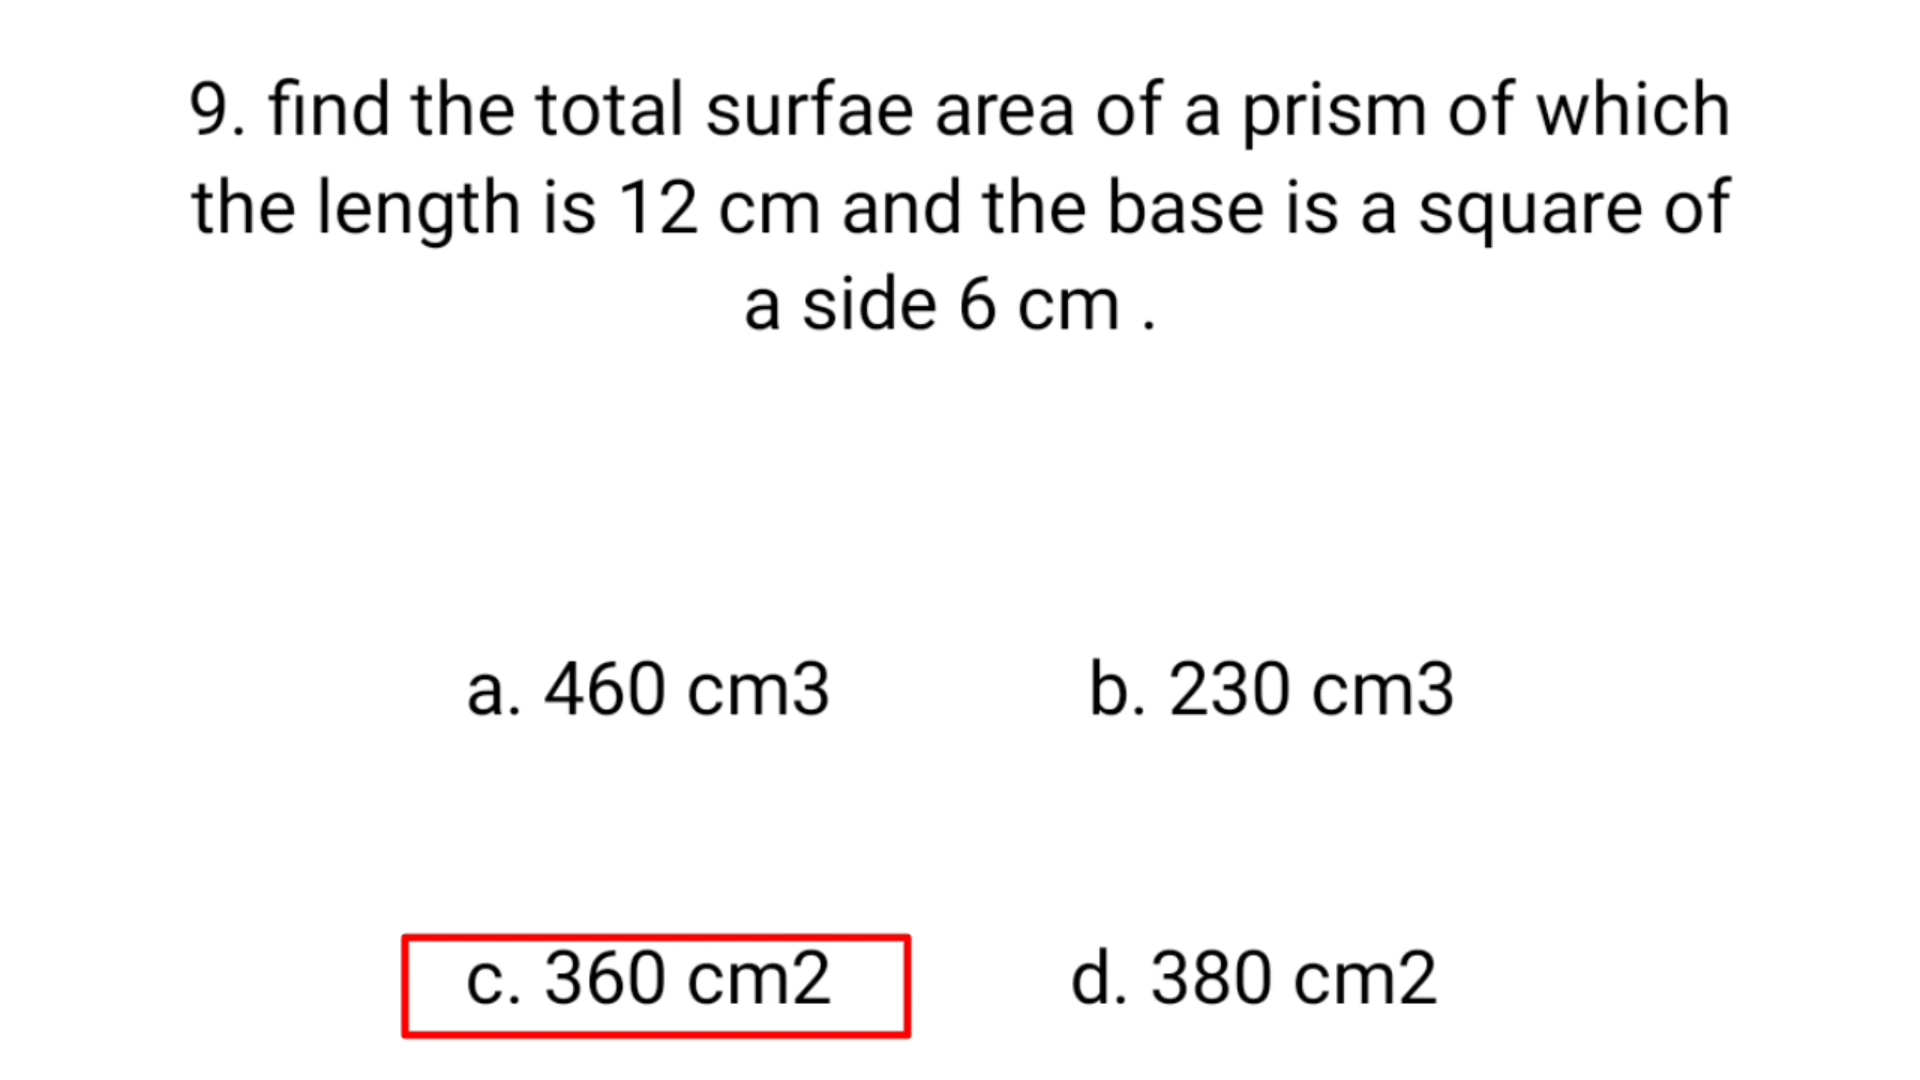 9. find the total surfae area of a prism of which
the length is 12 cm and the base is a square of
a side 6 cm .
a. 460 cm3
b. 230 cm3
c. 360 cm2
d. 380 cm2